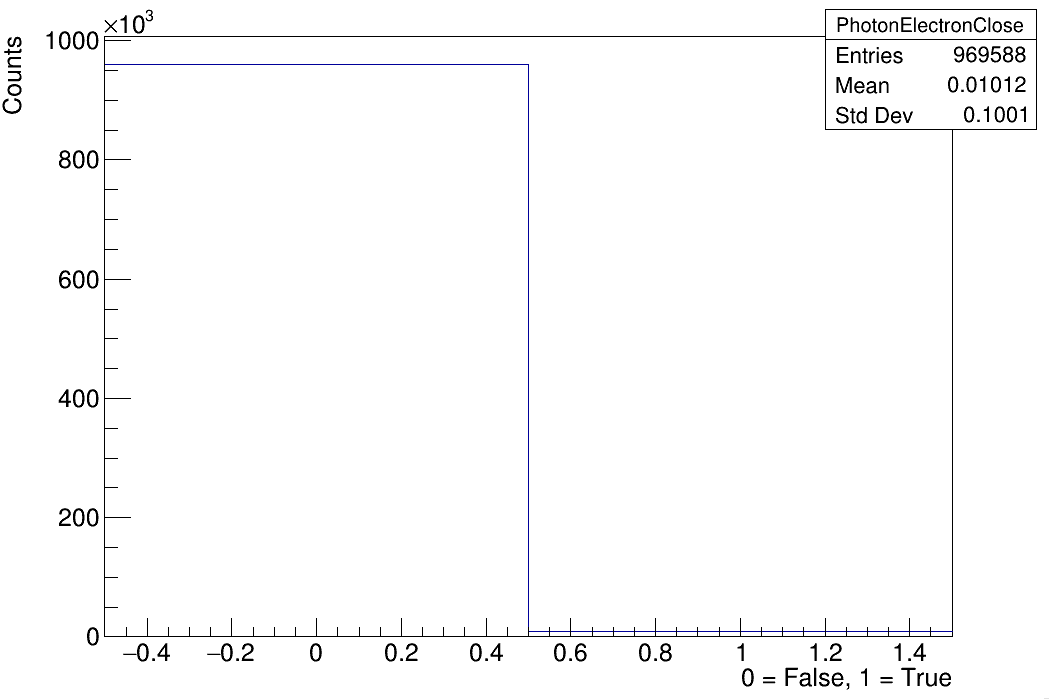 ×10³
PhotonElectronClose
Entries 969588
Mean 0.01012
Std Dev 0.1001
Counts
1000
800
600
400
200
0
−0.4 −0.2 0 0.2 0.4 0.6 0.8 1 1.2 1.4
0 = False, 1 = True